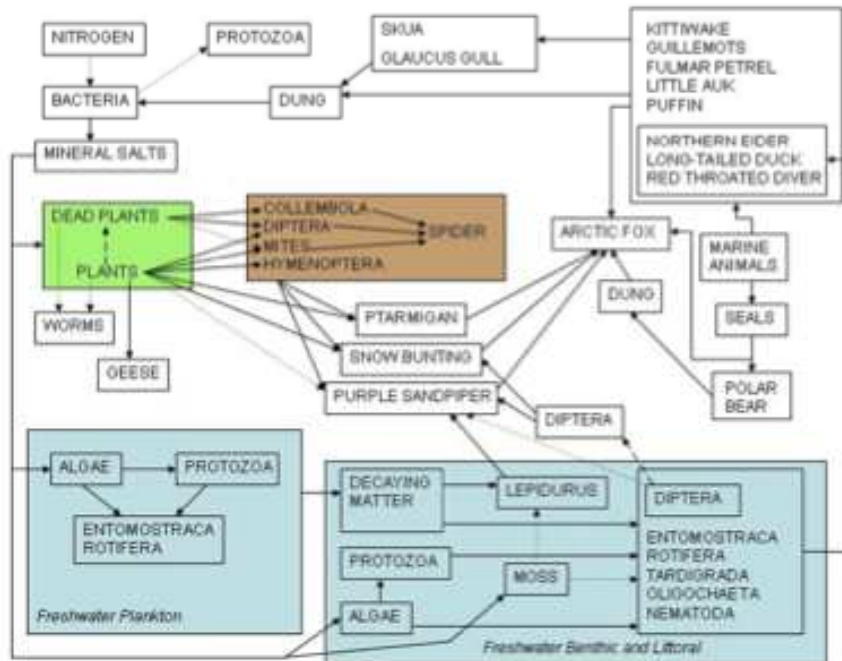 NITROGEN
PROTOZOA
SKUA
GLAUCUS GULL
KITTIWAKE
GUILLEMOTS
FULMAR PETREL
LITTLE AUK
PUFFIN
BACTERIA
DUNG
MINERAL SALTS
NORTHERN EIDER
LONG-TAILED DUCK
RED THROATED DIVER
DEAD PLANTS
PLANTS
COLLEMBOLA
DIPTERA
MITES
HYMENOPTERA
SPIDER
ARCTIC FOX
MARINE
ANIMALS
DUNG
SEALS
POLAR
BEAR
WORMS
GEESE
PTARMIGAN
SNOW BUNTING
PURPLE SANDPIPER
DIPTERA
ALGAE
PROTOZOA
ENTOMOSTRACA
ROTIFERA
Freshwater Plankton
DECAYING
MATTER
LEPIDURUS
DIPTERA
PROTOZOA
MOSS
ALGAE
ENTOMOSTRACA
ROTIFERA
TARDIGRADA
OLIGOCHAETA
NEMATODA
Freshwater Benthic and Littoral